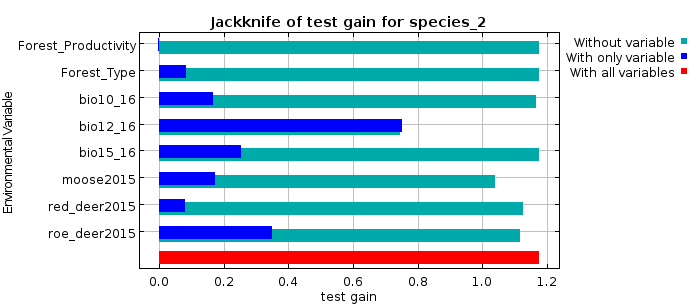 Jackknife of test gain for species_2
Environmental Variable
Forest_Productivity
Forest_Type
bio10_16
bio12_16
bio15_16
moose2015
red_deer2015
roe_deer2015
0.0 0.2 0.4 0.6 0.8 1.0 1.2
test gain
Without variable
With only variable
With all variables